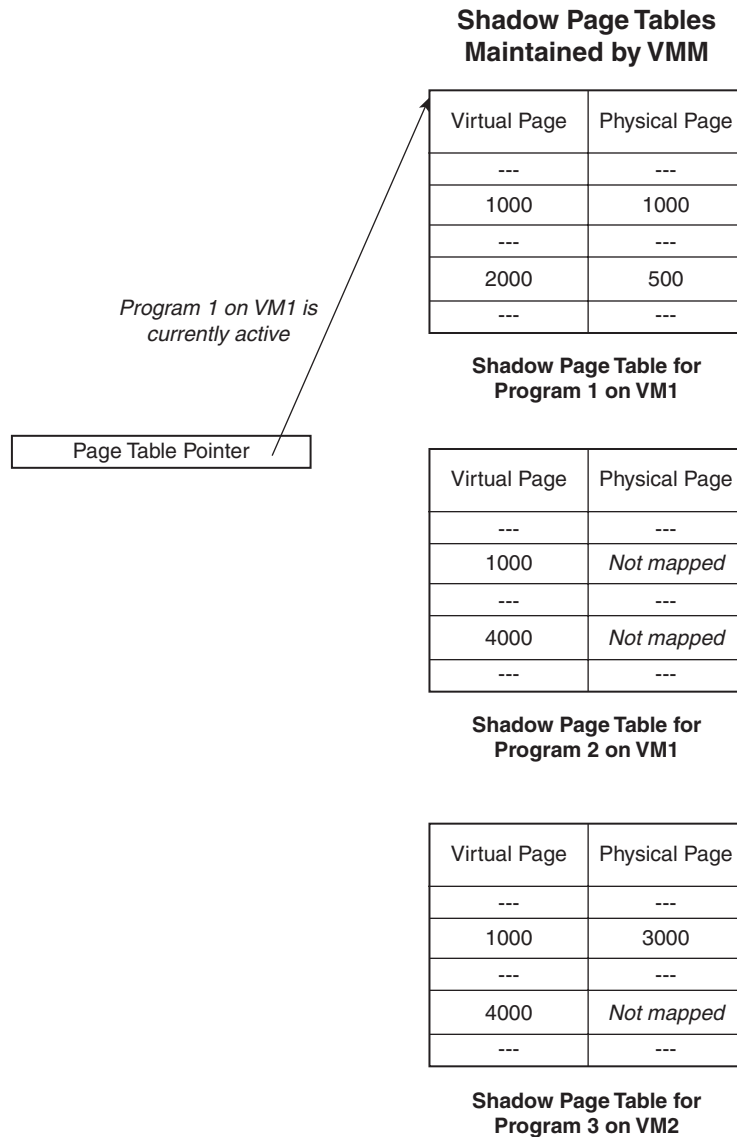 Shadow Page Tables
Maintained by VMM
Virtual Page Physical Page
--- ---
1000 1000
--- ---
2000 500
--- ---
Program 1 on VM1 is
currently active
Shadow Page Table for
Program 1 on VM1
Page Table Pointer
Virtual Page Physical Page
--- ---
1000 Not mapped
--- ---
4000 Not mapped
--- ---
Shadow Page Table for
Program 2 on VM1
Virtual Page Physical Page
--- ---
1000 3000
--- ---
4000 Not mapped
--- ---
Shadow Page Table for
Program 3 on VM2